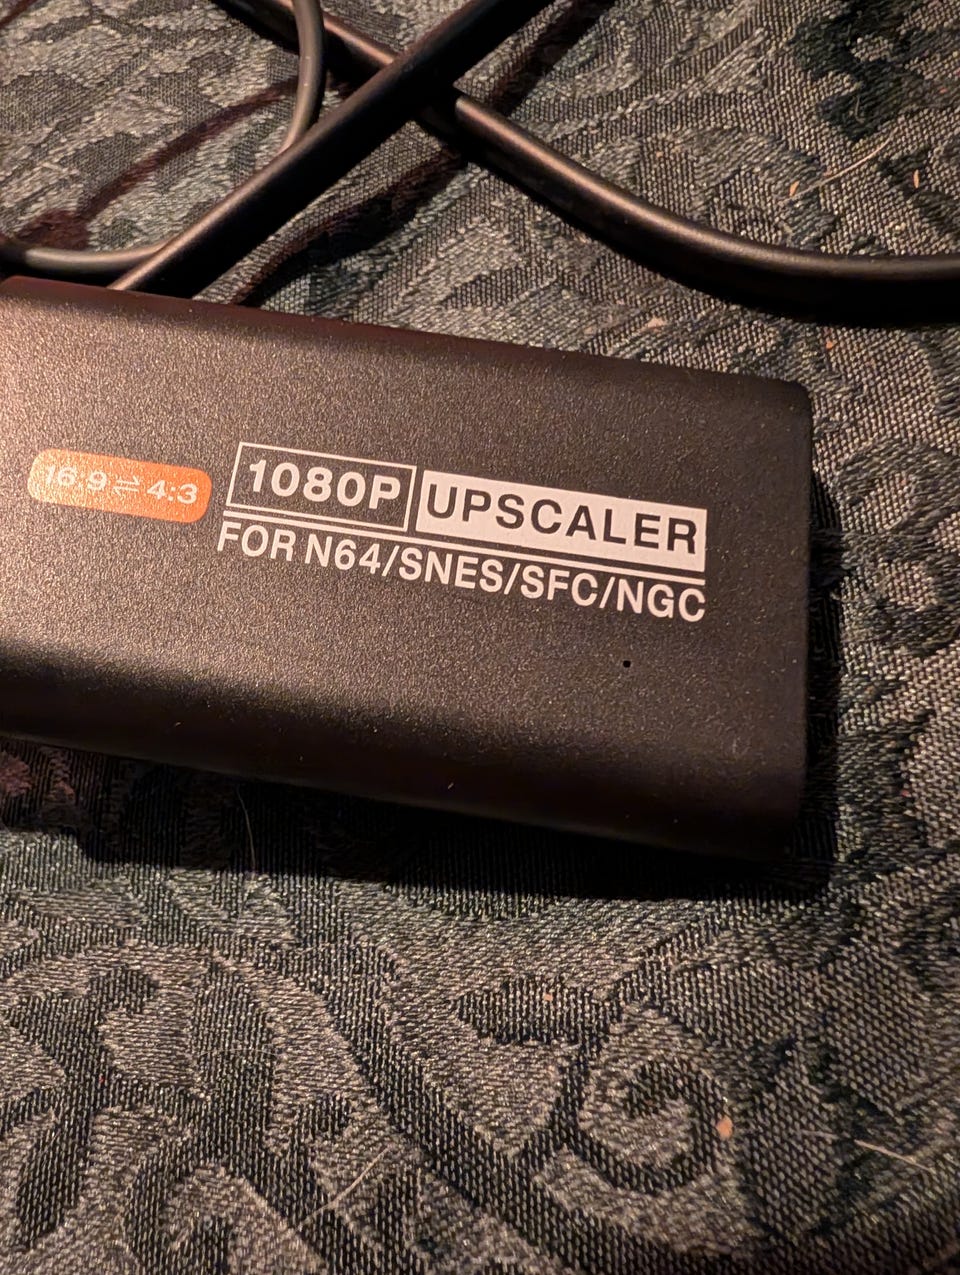 16:9⇌4:3
1080P UPSCALER
FOR N64/SNES/SFC/NGC